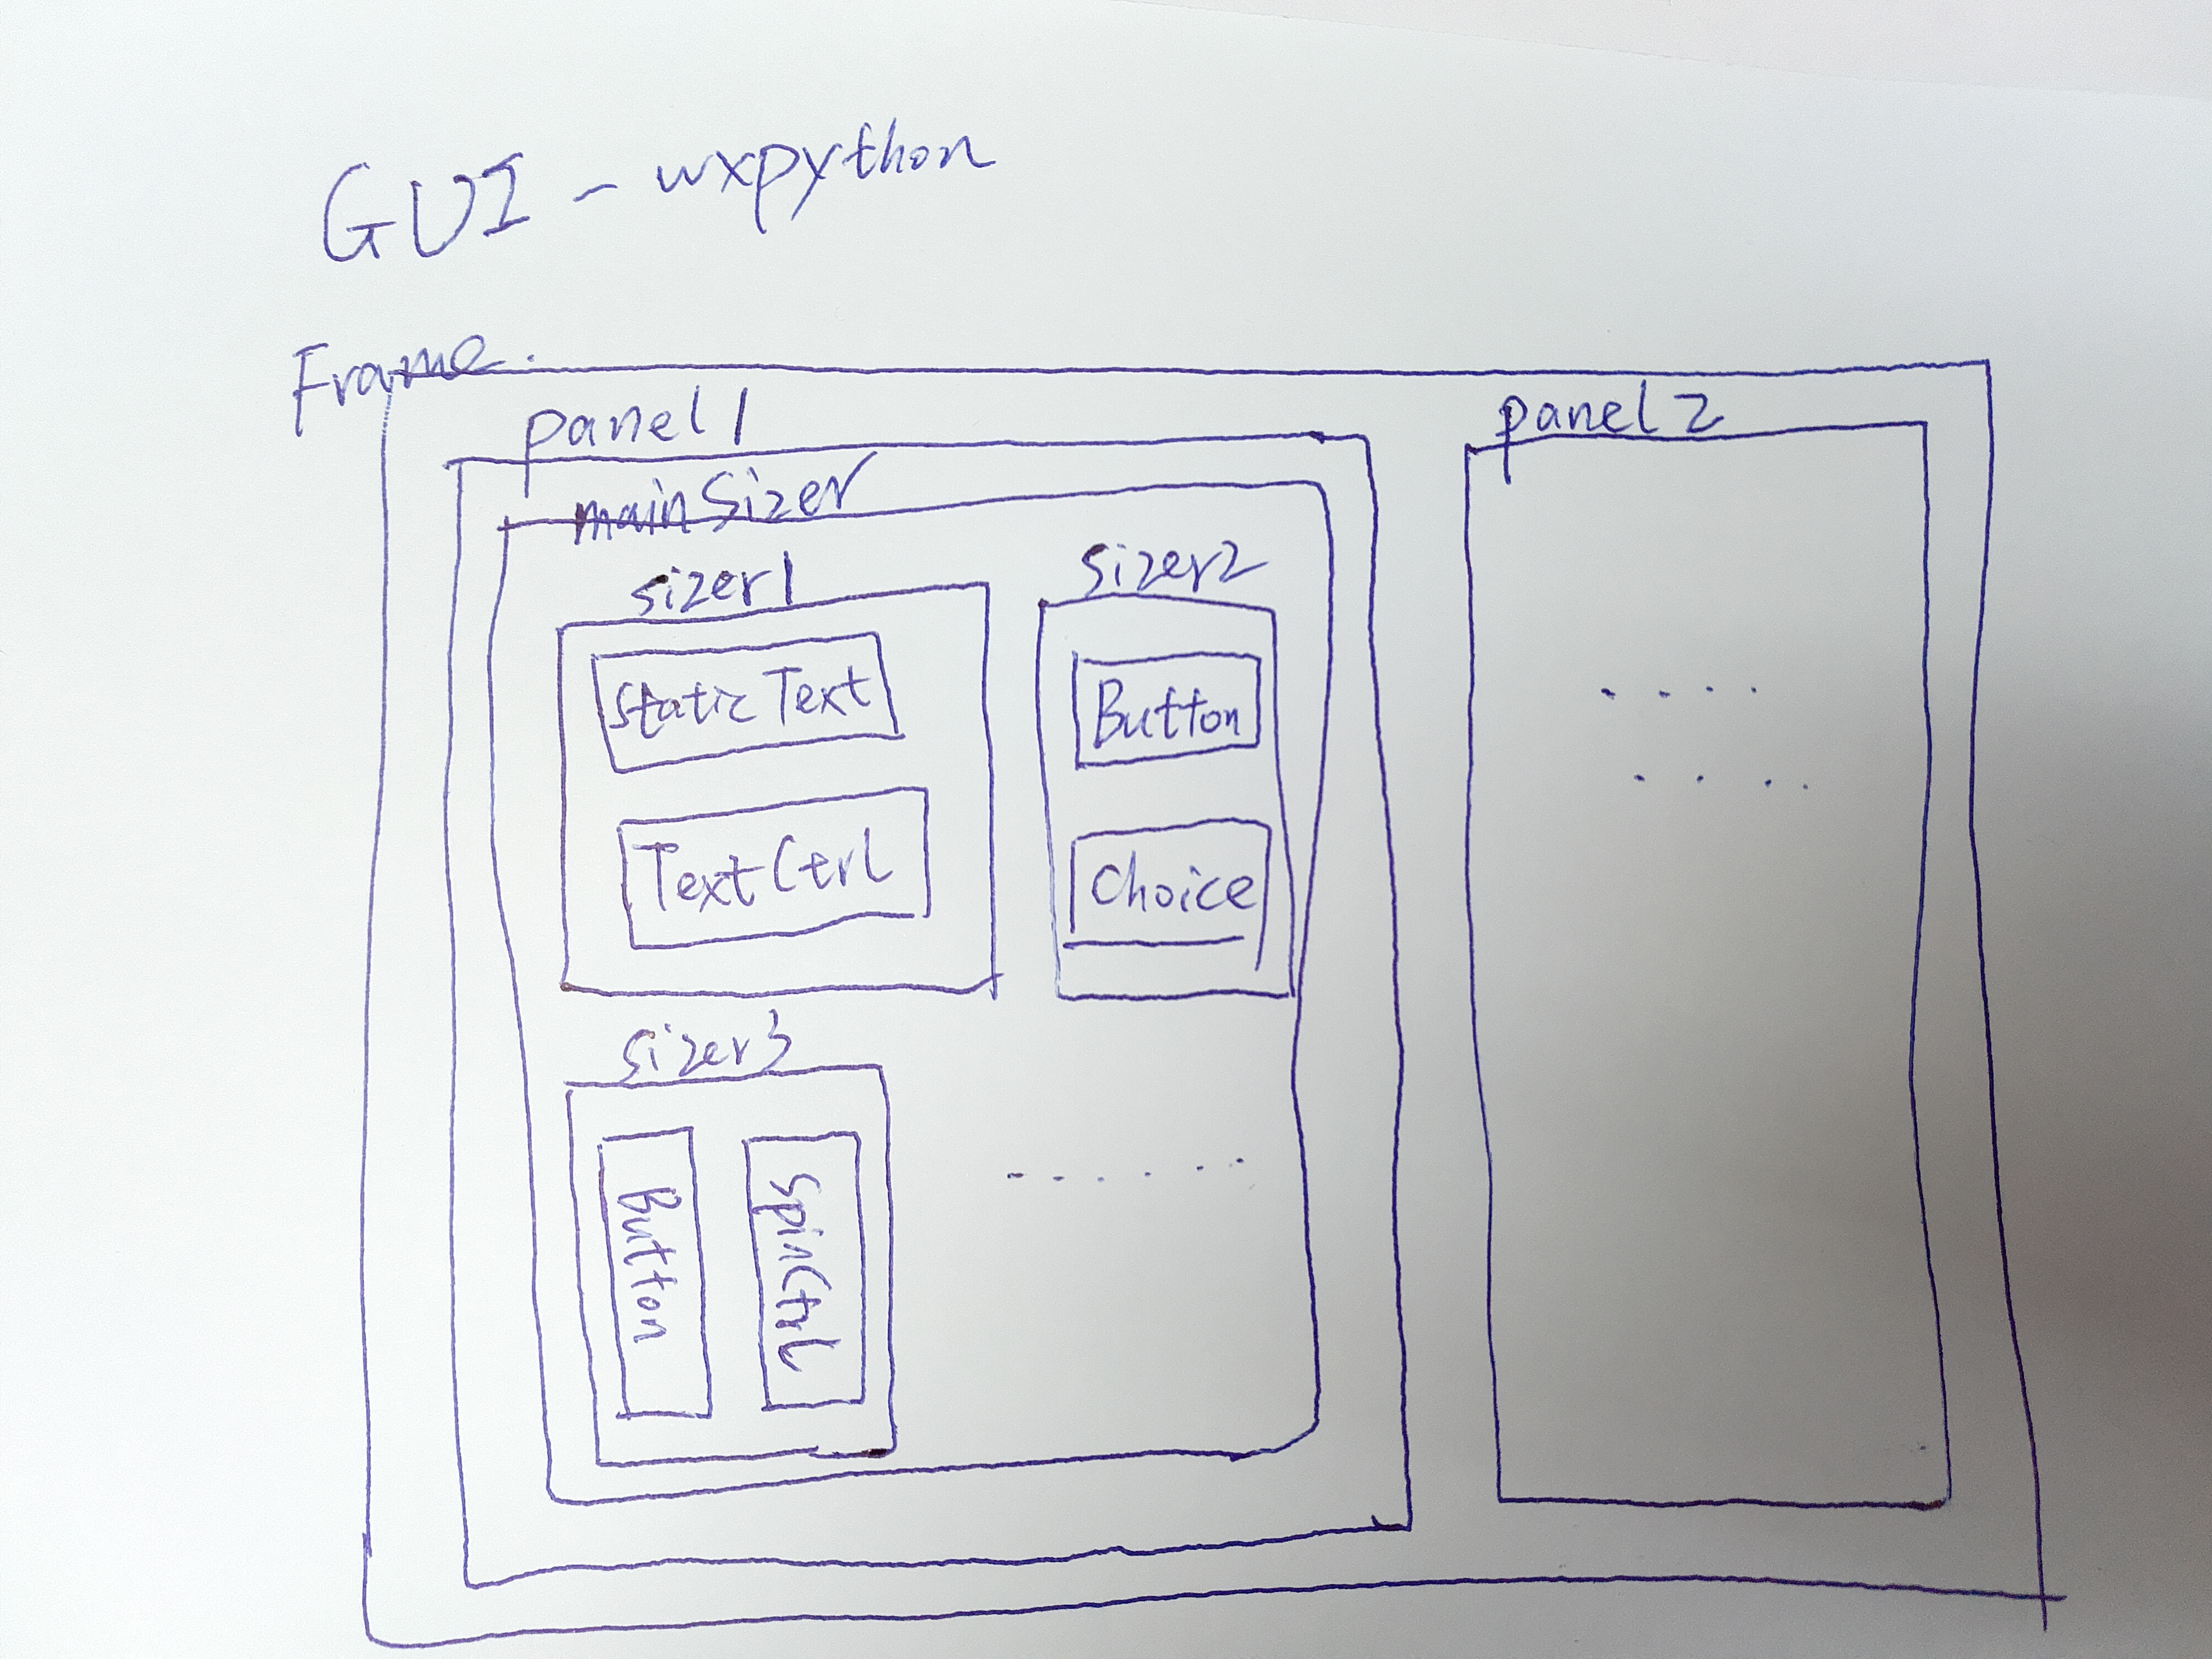 GUI - wxpython
Frame.
panel1
panel2
mainSizer
sizer1
sizer2
StaticText
Button
TextCtrl
Choice
sizer3
Button
SpinCtrl